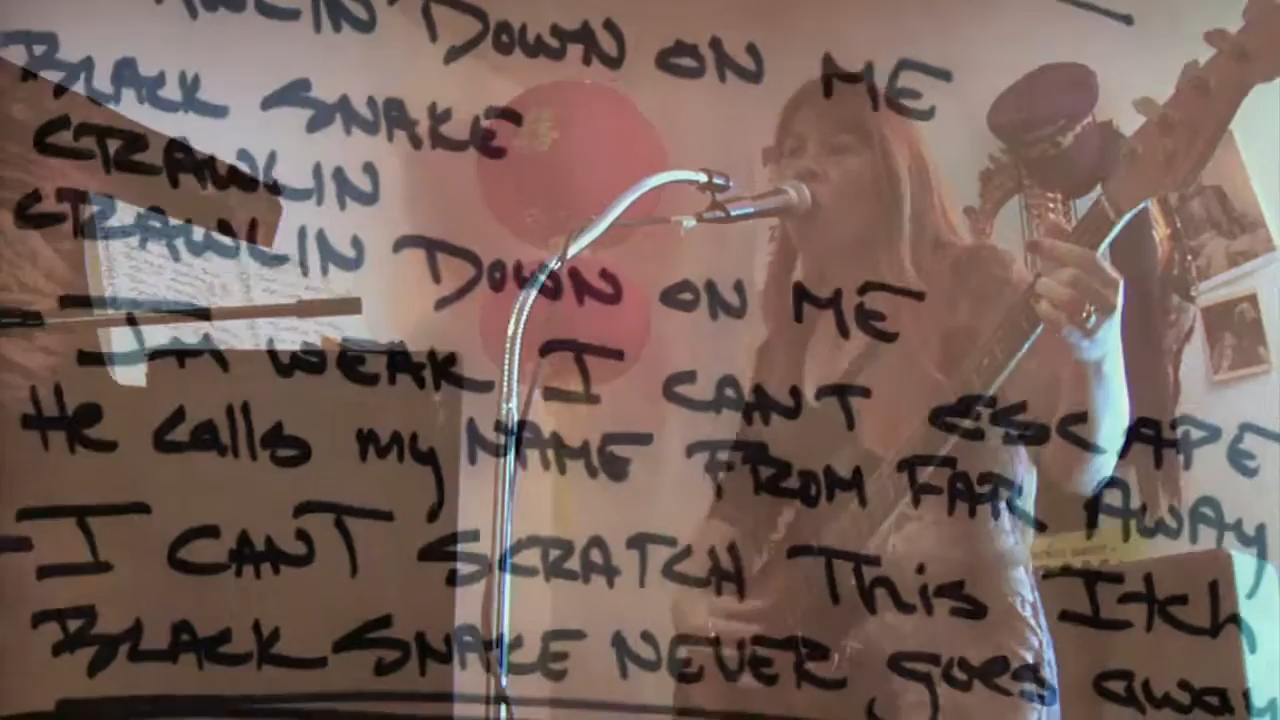 AWLIN' DOWN ON ME
BLACK SNAKE
CRAWLIN
CRAWLIN DOWN ON ME
I'M WEAK I CANT ESCAPE
He calls my NAME FROM FAR AWAY
I CANT SCRATCH This Itch
BLACK SNAKE NEVER goes away